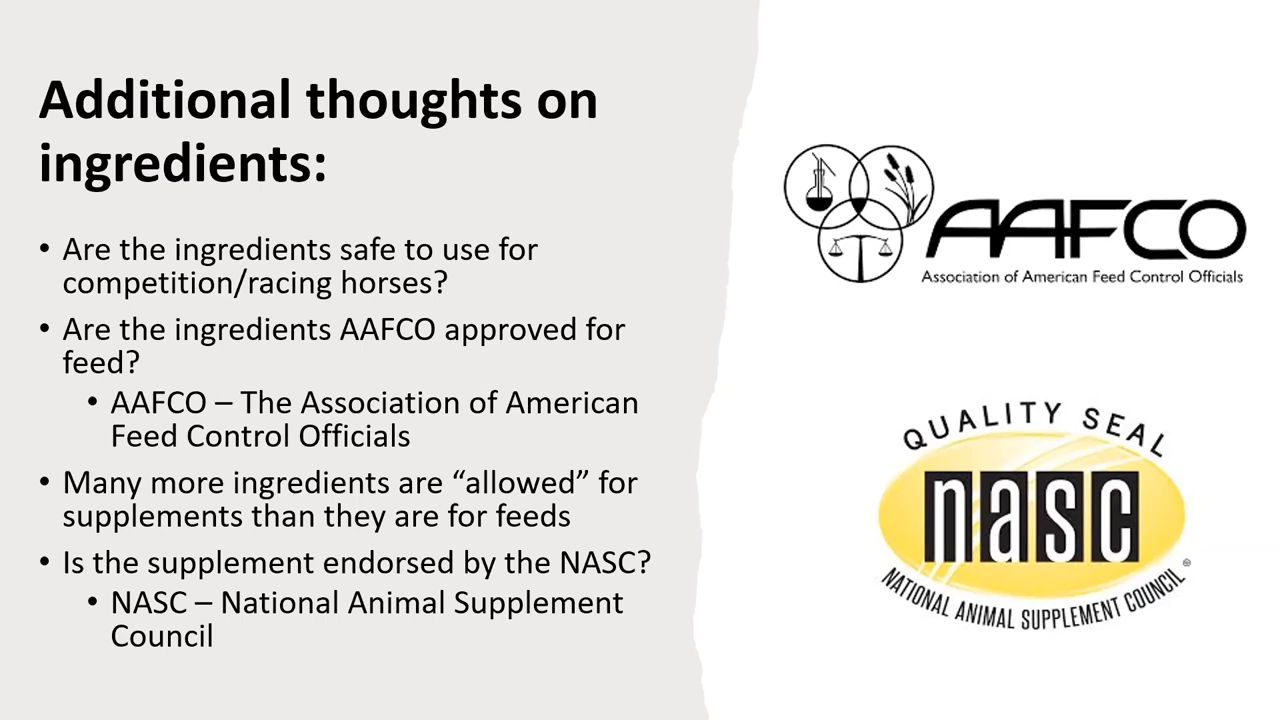 Additional thoughts on
ingredients:
• Are the ingredients safe to use for
competition/racing horses?
• Are the ingredients AAFCO approved for
feed?
• AAFCO – The Association of American
Feed Control Officials
• Many more ingredients are “allowed” for
supplements than they are for feeds
• Is the supplement endorsed by the NASC?
• NASC – National Animal Supplement
Council
AAFCO
Association of American Feed Control Officials
QUALITY SEAL
nasc
®
NATIONAL ANIMAL SUPPLEMENT COUNCIL